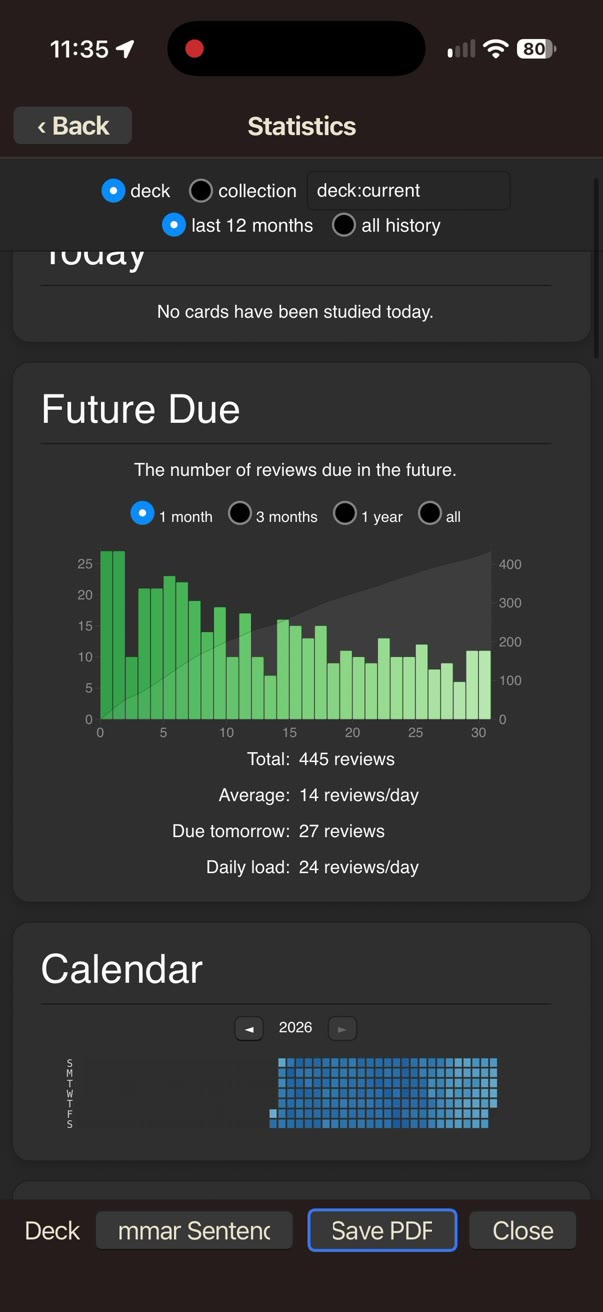 11:35
80
‹ Back
Statistics
deck collection deck:current
last 12 months all history
Today
No cards have been studied today.
Future Due
The number of reviews due in the future.
1 month 3 months 1 year all
25
20
15
10
5
0
400
300
200
100
0
0 5 10 15 20 25 30
Total: 445 reviews
Average: 14 reviews/day
Due tomorrow: 27 reviews
Daily load: 24 reviews/day
Calendar
◄ 2026 ►
S
M
T
W
T
F
S
Deck mmar Sentenc Save PDF Close